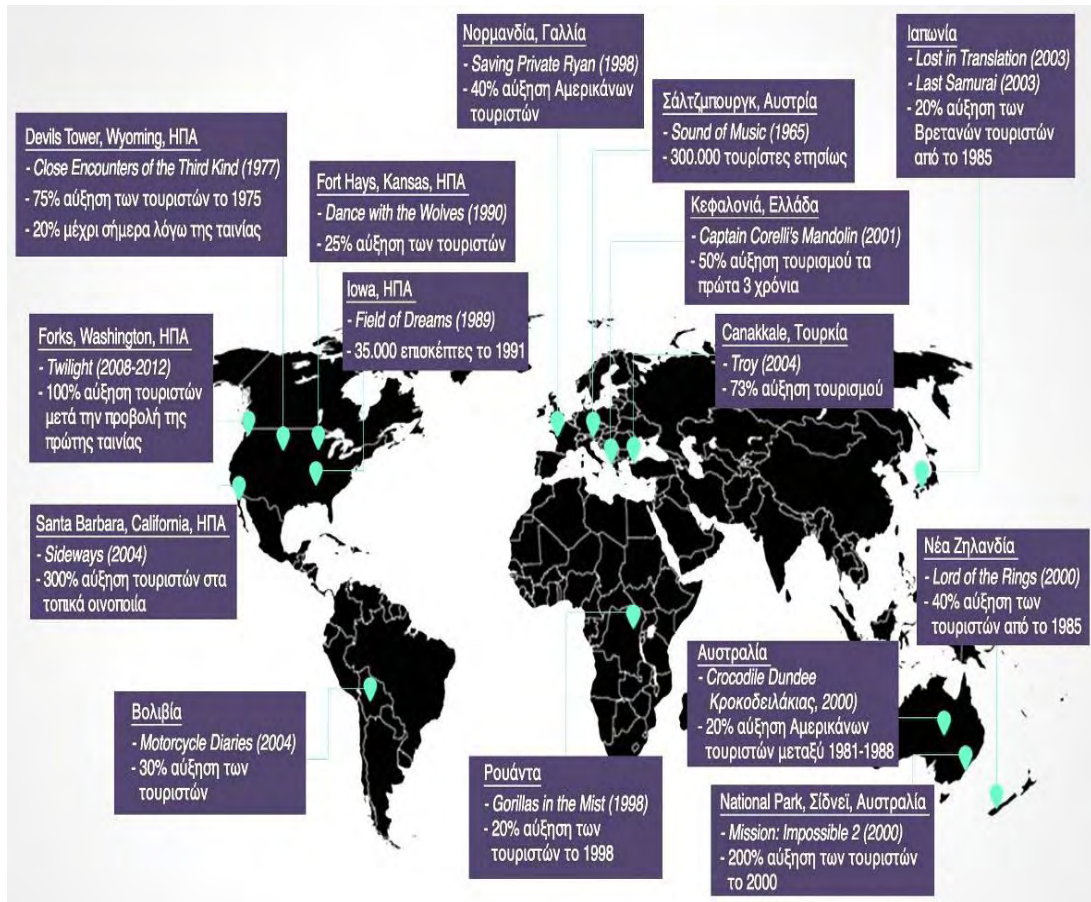 Νορμανδία, Γαλλία
- Saving Private Ryan (1998)
- 40% αύξηση Αμερικάνων
τουριστών
Ιαπωνία
- Lost in Translation (2003)
- Last Samurai (2003)
- 20% αύξηση των
Βρετανών τουριστών
από το 1985
Σάλτζμπουργκ, Αυστρία
- Sound of Music (1965)
- 300.000 τουρίστες ετησίως
Devils Tower, Wyoming, ΗΠΑ
- Close Encounters of the Third Kind (1977)
- 75% αύξηση των τουριστών το 1975
- 20% μέχρι σήμερα λόγω της ταινίας
Fort Hays, Kansas, ΗΠΑ
- Dance with the Wolves (1990)
- 25% αύξηση των τουριστών
Κεφαλονιά, Ελλάδα
- Captain Corelli's Mandolin (2001)
- 50% αύξηση τουρισμού τα
πρώτα 3 χρόνια
Iowa, ΗΠΑ
- Field of Dreams (1989)
- 35.000 επισκέπτες το 1991
Forks, Washington, ΗΠΑ
- Twilight (2008-2012)
- 100% αύξηση τουριστών
μετά την προβολή της
πρώτης ταινίας
Canakkale, Τουρκία
- Troy (2004)
- 73% αύξηση τουρισμού
Santa Barbara, California, ΗΠΑ
- Sideways (2004)
- 300% αύξηση τουριστών στα
τοπικά οινοποιία
Νέα Ζηλανδία
- Lord of the Rings (2000)
- 40% αύξηση των
τουριστών από το 1985
Αυστραλία
- Crocodile Dundee
Κροκοδειλάκιας, 2000)
- 20% αύξηση Αμερικάνων
τουριστών μεταξύ 1981-1988
Βολιβία
- Motorcycle Diaries (2004)
- 30% αύξηση των
τουριστών
Ρουάντα
- Gorillas in the Mist (1998)
- 20% αύξηση των
τουριστών το 1998
National Park, Σίδνεϊ, Αυστραλία
- Mission: Impossible 2 (2000)
- 200% αύξηση των τουριστών
το 2000